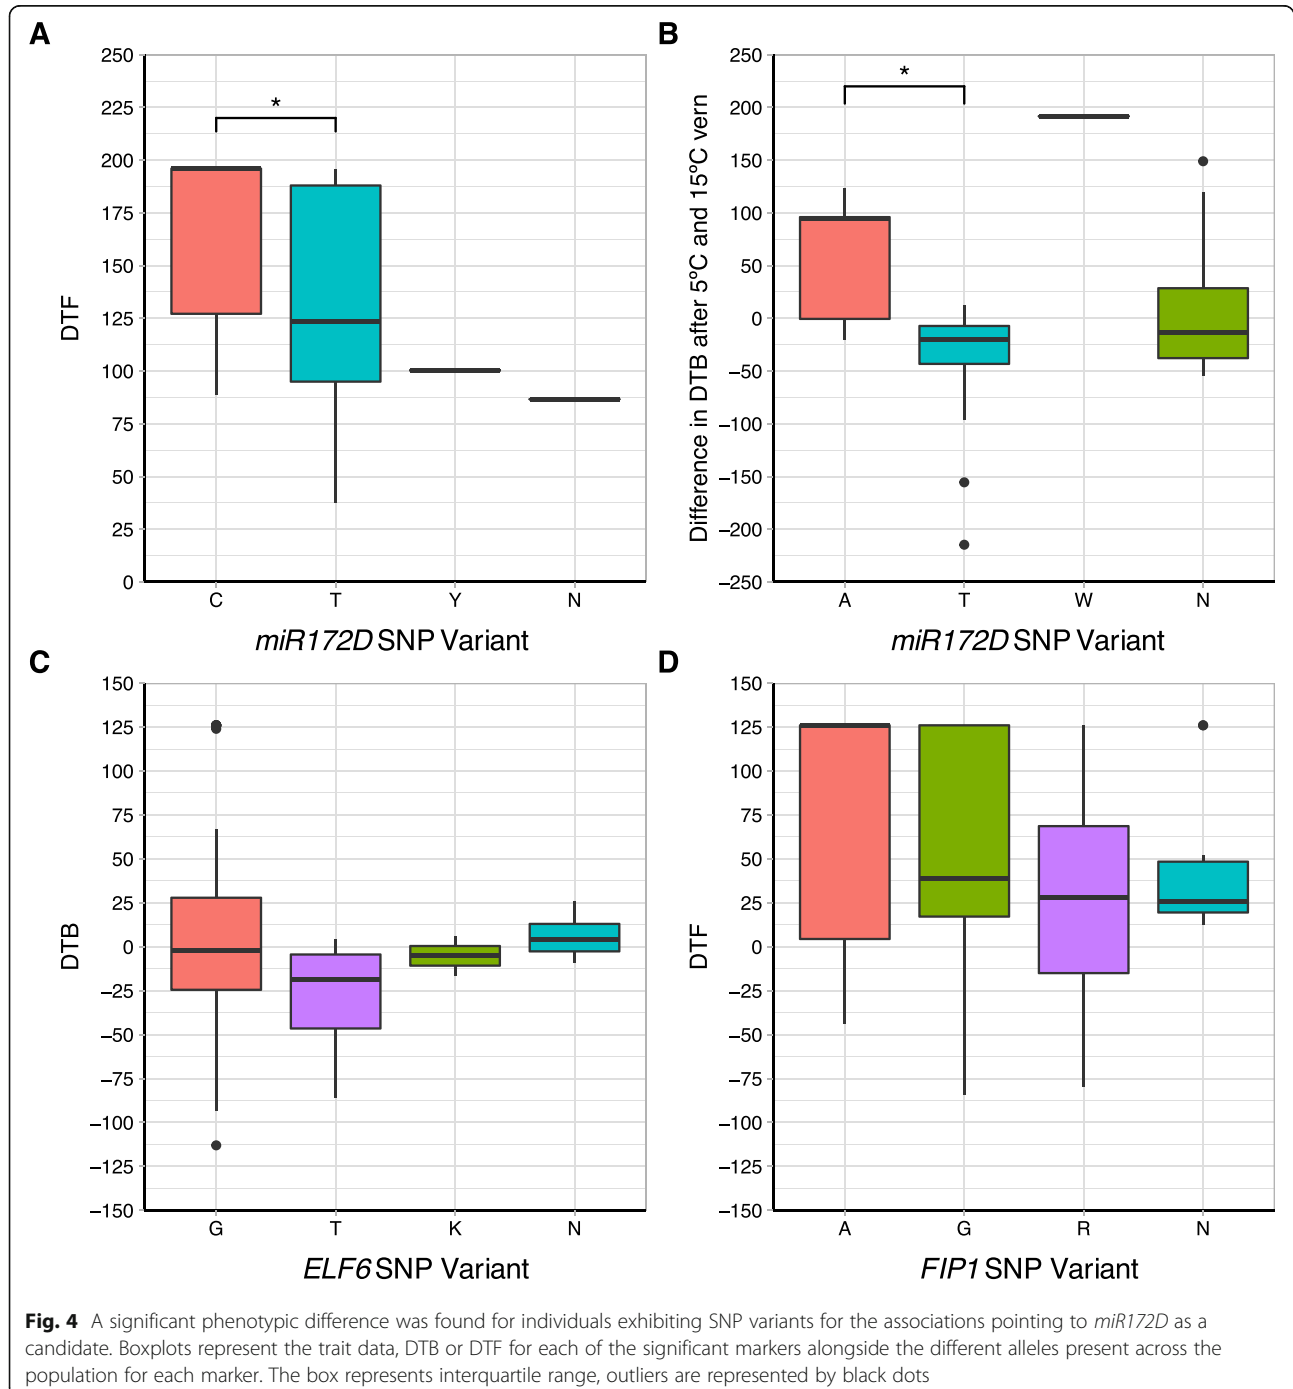 A
B
250
225
200
175
150
125
100
75
50
25
0
DTF
*
C T Y N
miR172D SNP Variant
250
200
150
100
50
0
−50
−100
−150
−200
−250
Difference in DTB after 5ºC and 15ºC vern
*
A T W N
miR172D SNP Variant
C
D
150
125
100
75
50
25
0
−25
−50
−75
−100
−125
−150
DTB
G T K N
ELF6 SNP Variant
150
125
100
75
50
25
0
−25
−50
−75
−100
−125
−150
DTF
A G R N
FIP1 SNP Variant
Fig. 4 A significant phenotypic difference was found for individuals exhibiting SNP variants for the associations pointing to miR172D as a
candidate. Boxplots represent the trait data, DTB or DTF for each of the significant markers alongside the different alleles present across the
population for each marker. The box represents interquartile range, outliers are represented by black dots